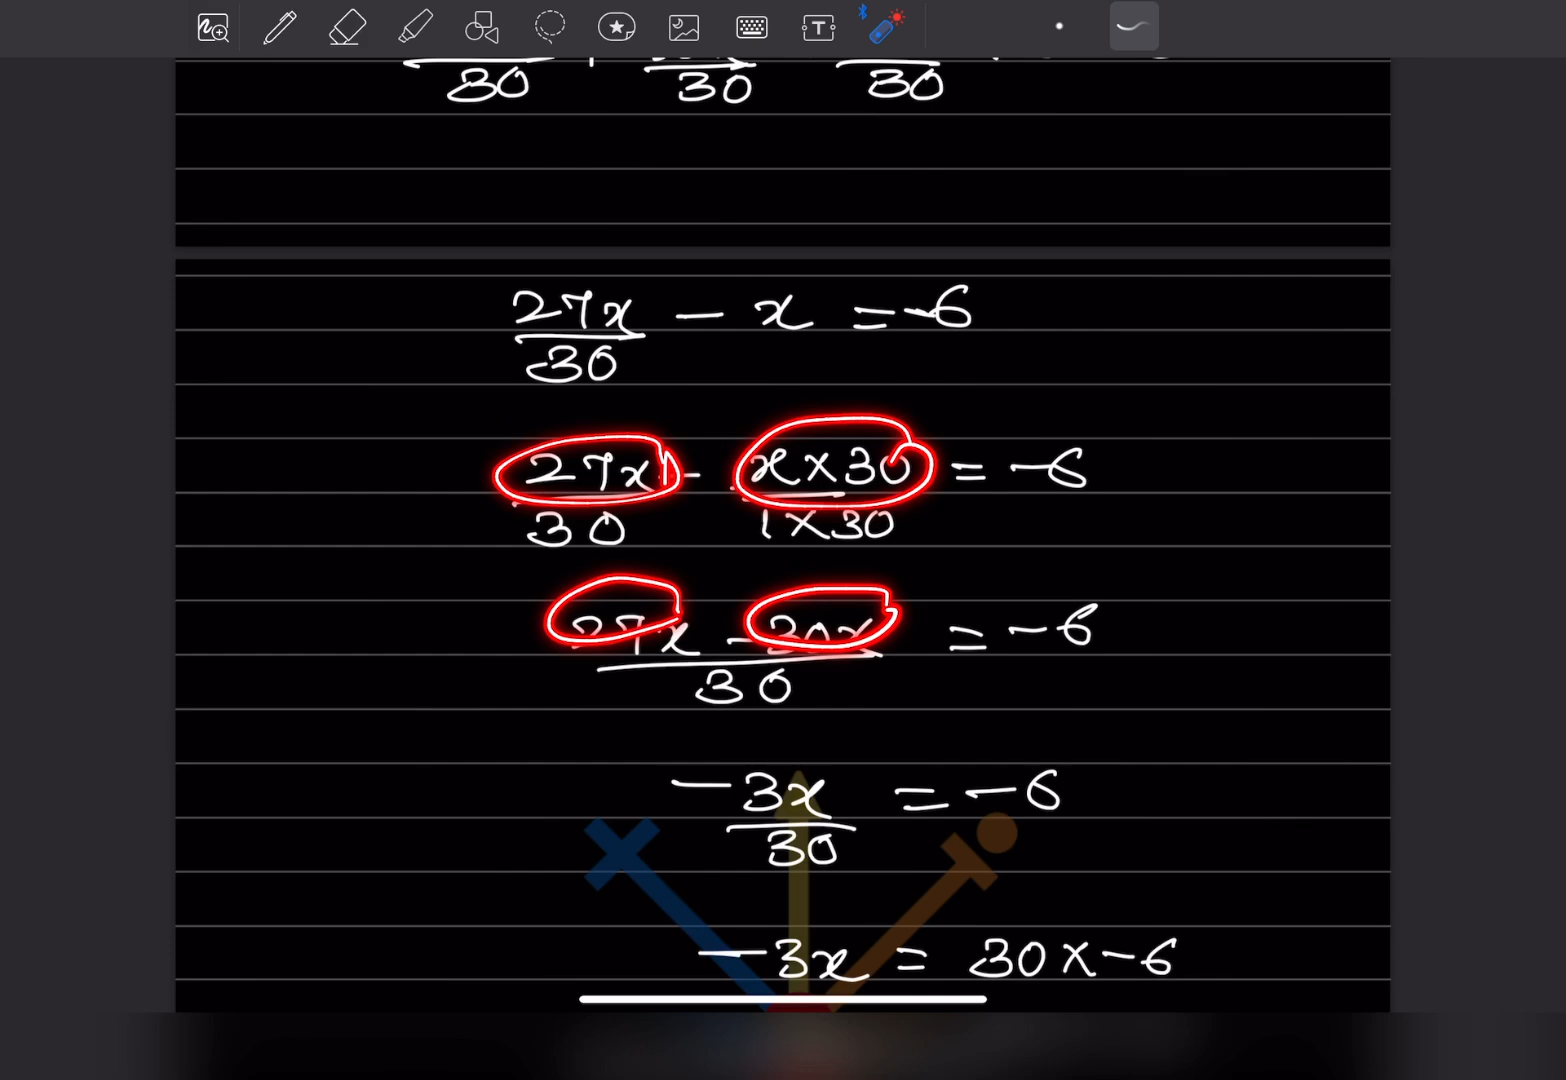 30 30 30
27x - x = -6
30
27x - x × 30 = -6
30 1 × 30
27x - 30x = -6
30
-3x = -6
30
-3x = 30 × -6